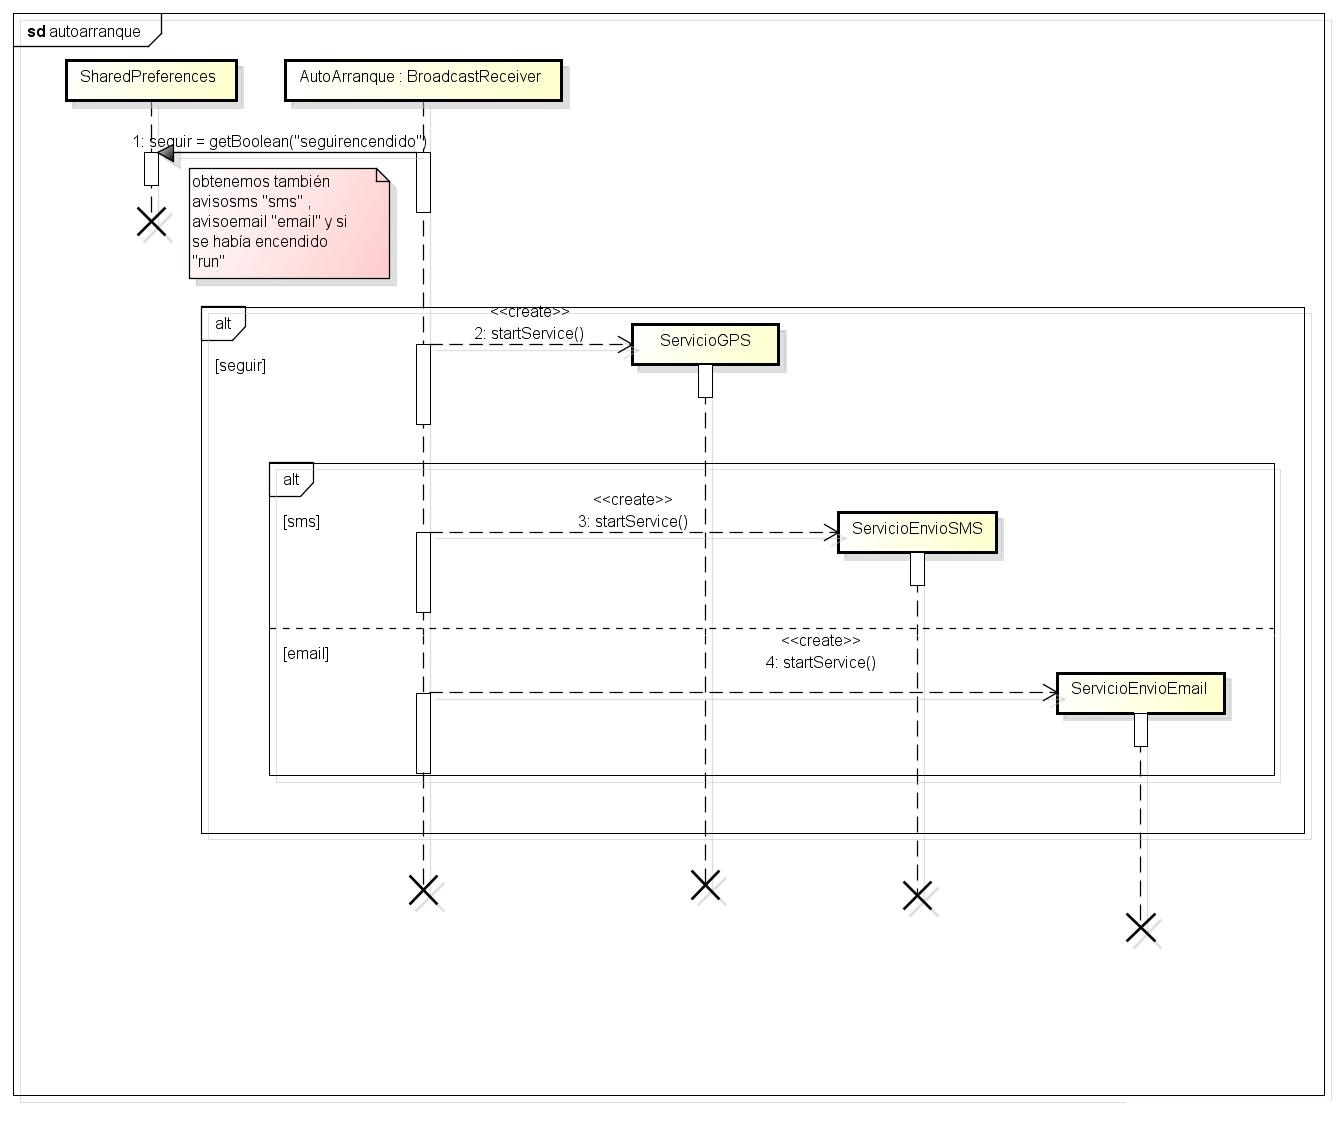 sd autoarranque
SharedPreferences
AutoArranque : BroadcastReceiver
1: seguir = getBoolean("seguirencendido")
obtenemos también
avisosms "sms" ,
avisoemail "email" y si
se había encendido
"run"
alt
<<create>>
2: startService()
ServicioGPS
[seguir]
alt
<<create>>
3: startService()
ServicioEnvioSMS
[sms]
<<create>>
4: startService()
[email]
ServicioEnvioEmail